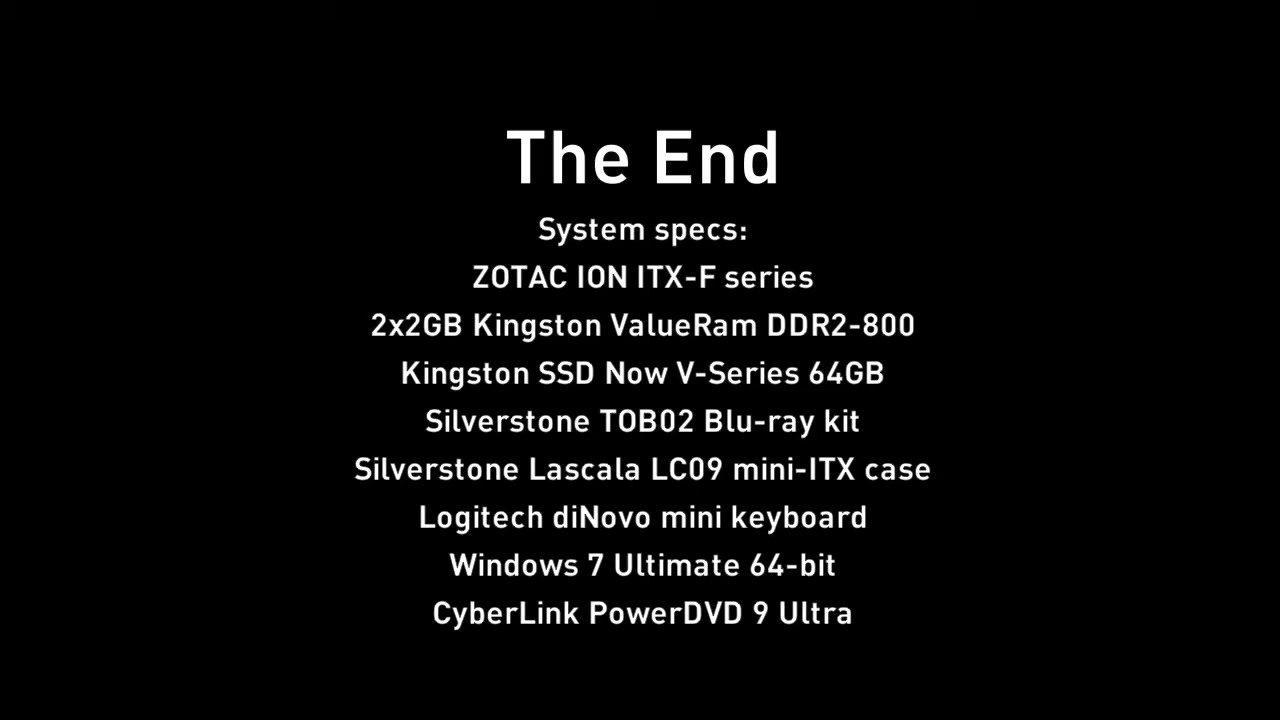 The End
System specs:
ZOTAC ION ITX-F series
2x2GB Kingston ValueRam DDR2-800
Kingston SSD Now V-Series 64GB
Silverstone TOB02 Blu-ray kit
Silverstone Lascala LC09 mini-ITX case
Logitech diNovo mini keyboard
Windows 7 Ultimate 64-bit
CyberLink PowerDVD 9 Ultra